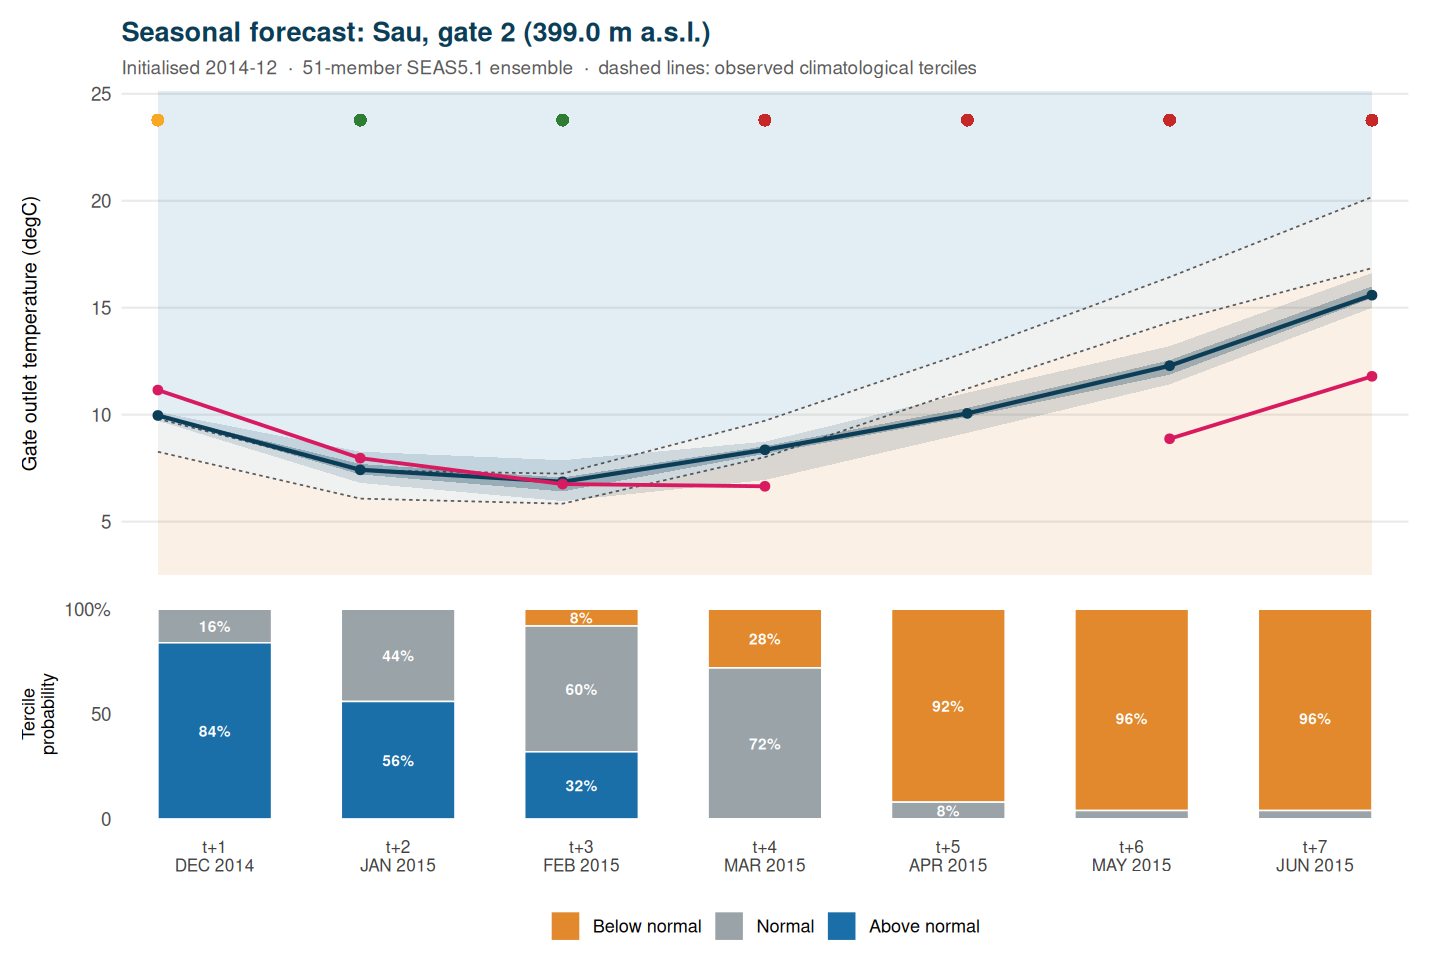 Seasonal forecast: Sau, gate 2 (399.0 m a.s.l.)
Initialised 2014-12 · 51-member SEAS5.1 ensemble · dashed lines: observed climatological terciles
Gate outlet temperature (degC)
25
20
15
10
5
Tercile
probability
100%
50
0
16%
84%
44%
56%
8%
60%
32%
28%
72%
92%
8%
96%
96%
t+1
DEC 2014
t+2
JAN 2015
t+3
FEB 2015
t+4
MAR 2015
t+5
APR 2015
t+6
MAY 2015
t+7
JUN 2015
Below normal
Normal
Above normal